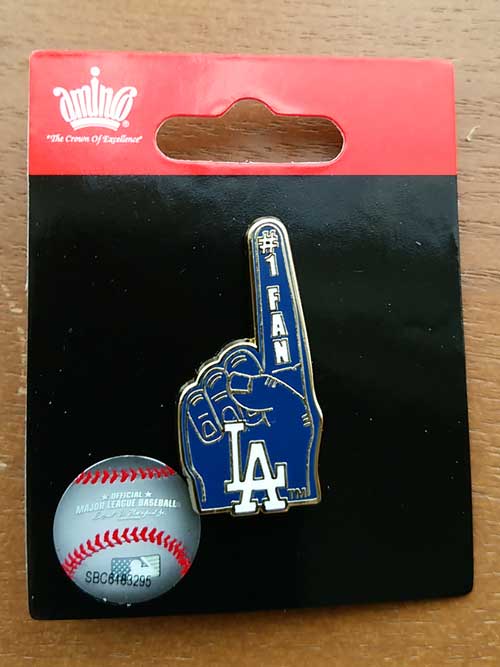 aminco®
"The Crown Of Excellence"
#1 FAN
LA
TM
OFFICIAL
MAJOR LEAGUE BASEBALL
SBC6183295